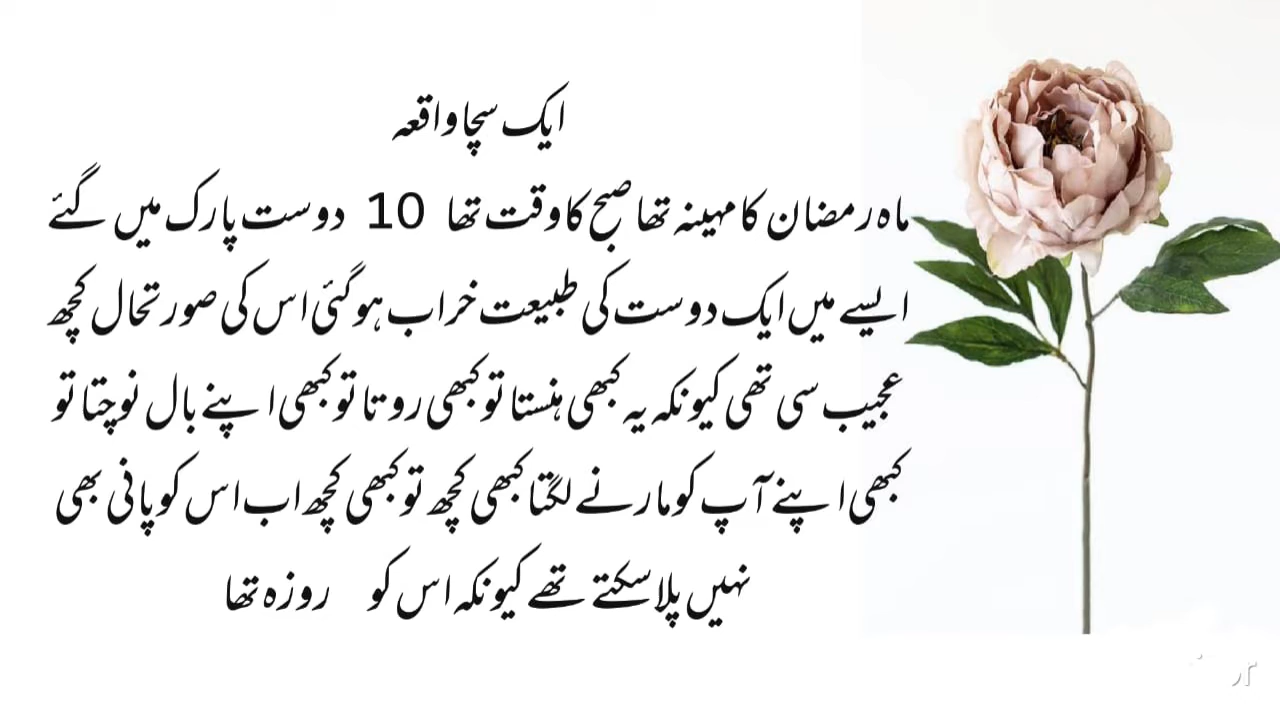 ایک سچا واقعہ
ماہ رمضان کا مہینہ تھا صبح کا وقت تھا 10 دوست پارک میں گئے
ایسے میں ایک دوست کی طبیعت خراب ہو گئی اس کی صورتحال کچھ
عجیب سی تھی کیونکہ یہ کبھی ہنستا تو کبھی روتا تو کبھی اپنے بال نوچتا تو
کبھی اپنے آپ کو مارنے لگتا کبھی کچھ تو کبھی کچھ اب اس کو پانی بھی
نہیں پلا سکتے تھے کیونکہ اس کو روزہ تھا